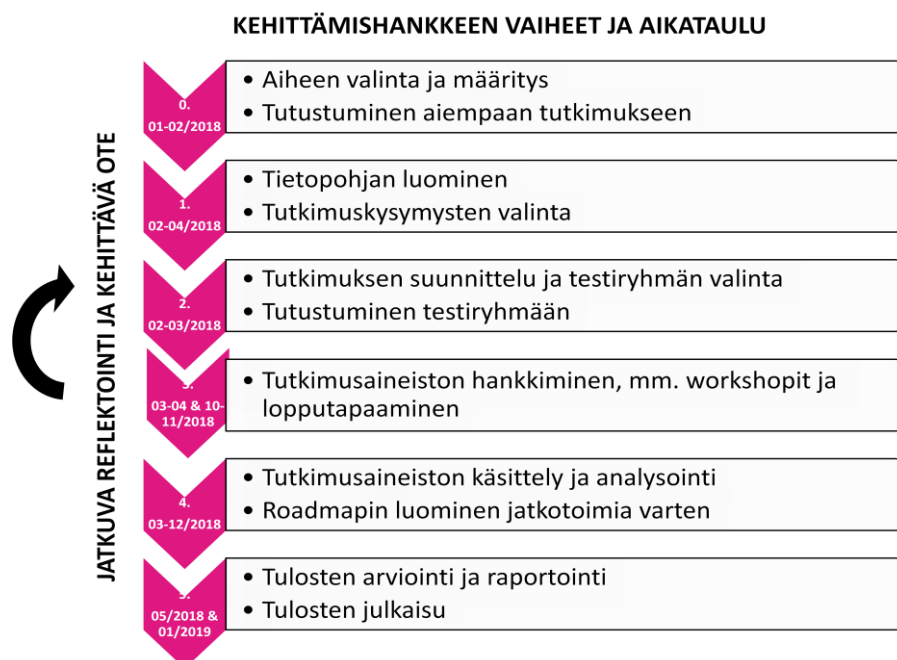 KEHITTÄMISHANKKEEN VAIHEET JA AIKATAULU
JATKUVA REFLEKTOINTI JA KEHITTÄVÄ OTE
0.
01-02/2018
• Aiheen valinta ja määritys
• Tutustuminen aiempaan tutkimukseen
1.
02-04/2018
• Tietopohjan luominen
• Tutkimuskysymysten valinta
2.
02-03/2018
• Tutkimuksen suunnittelu ja testiryhmän valinta
• Tutustuminen testiryhmään
3.
03-04 & 10-
11/2018
• Tutkimusaineiston hankkiminen, mm. workshopit ja
lopputapaaminen
4.
03-12/2018
• Tutkimusaineiston käsittely ja analysointi
• Roadmapin luominen jatkotoimia varten
5.
05/2018 &
01/2019
• Tulosten arviointi ja raportointi
• Tulosten julkaisu